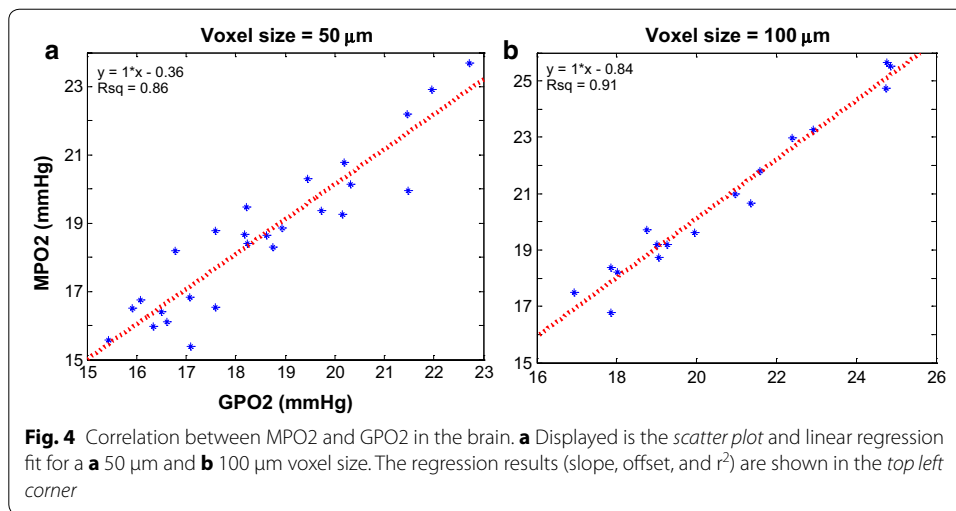 a
Voxel size = 50 μm
y = 1*x - 0.36
Rsq = 0.86
23
21
19
17
15
15 16 17 18 19 20 21 22 23
MPO2 (mmHg)
GPO2 (mmHg)
b
Voxel size = 100 μm
y = 1*x - 0.84
Rsq = 0.91
25
23
21
19
17
15
16 18 20 22 24 26
Fig. 4 Correlation between MPO2 and GPO2 in the brain. a Displayed is the scatter plot and linear regression
fit for a a 50 μm and b 100 μm voxel size. The regression results (slope, offset, and r²) are shown in the top left
corner